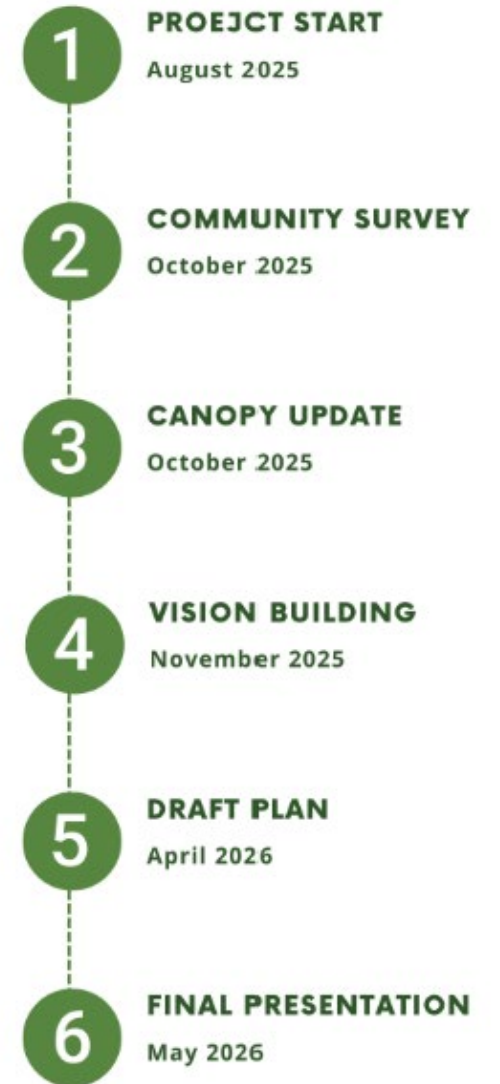 1
PROEJCT START
August 2025
2
COMMUNITY SURVEY
October 2025
3
CANOPY UPDATE
October 2025
4
VISION BUILDING
November 2025
5
DRAFT PLAN
April 2026
6
FINAL PRESENTATION
May 2026